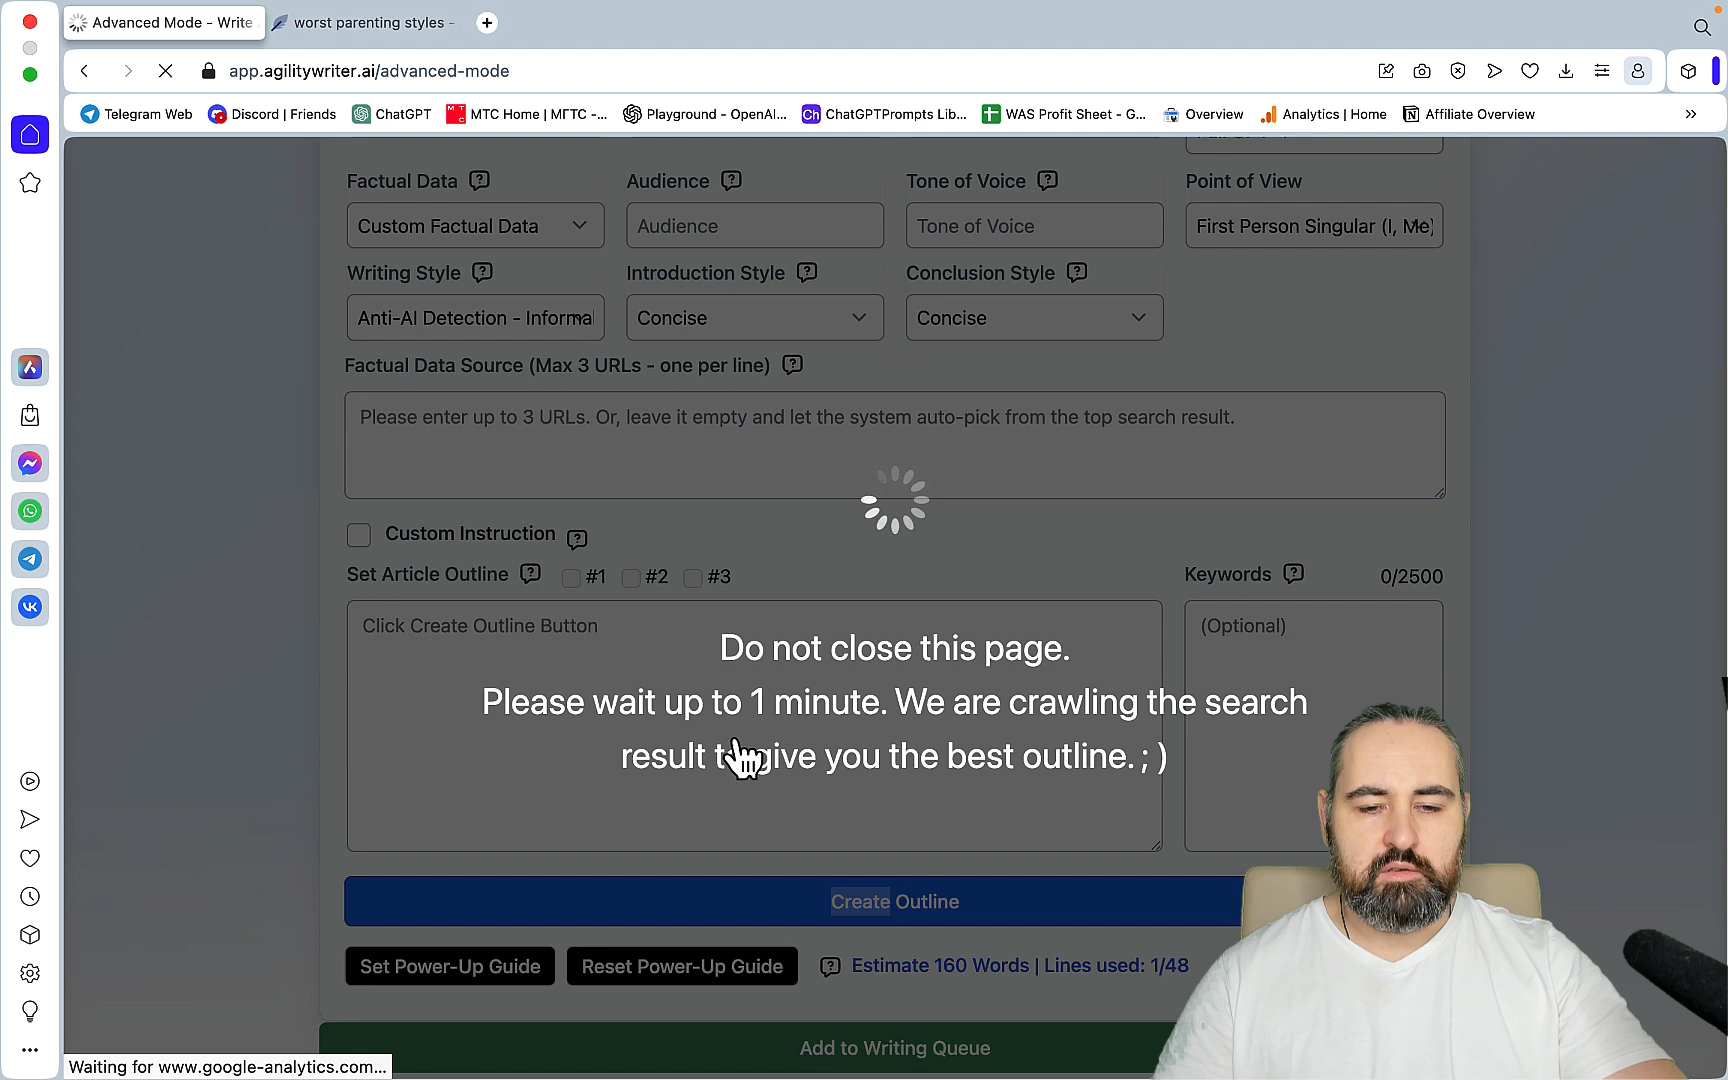 Advanced Mode - Write
worst parenting styles -
app.agilitywriter.ai/advanced-mode
Telegram Web
Discord | Friends
ChatGPT
МТС Home | МГТС -...
Playground - OpenAI...
Ch
ChatGPTPrompts Lib...
WAS Profit Sheet - G...
Overview
Analytics | Home
Affiliate Overview
Factual Data
Audience
Tone of Voice
Point of View
Custom Factual Data
Audience
Tone of Voice
First Person Singular (I, Me)
Writing Style
Introduction Style
Conclusion Style
Anti-AI Detection - Informal
Concise
Concise
Factual Data Source (Max 3 URLs - one per line)
Please enter up to 3 URLs. Or, leave it empty and let the system auto-pick from the top search result.
Custom Instruction
Set Article Outline
#1 #2 #3
Keywords
0/2500
Click Create Outline Button
(Optional)
Do not close this page.
Please wait up to 1 minute. We are crawling the search
result to give you the best outline. ; )
Create Outline
Set Power-Up Guide
Reset Power-Up Guide
Estimate 160 Words | Lines used: 1/48
Add to Writing Queue
Waiting for www.google-analytics.com...